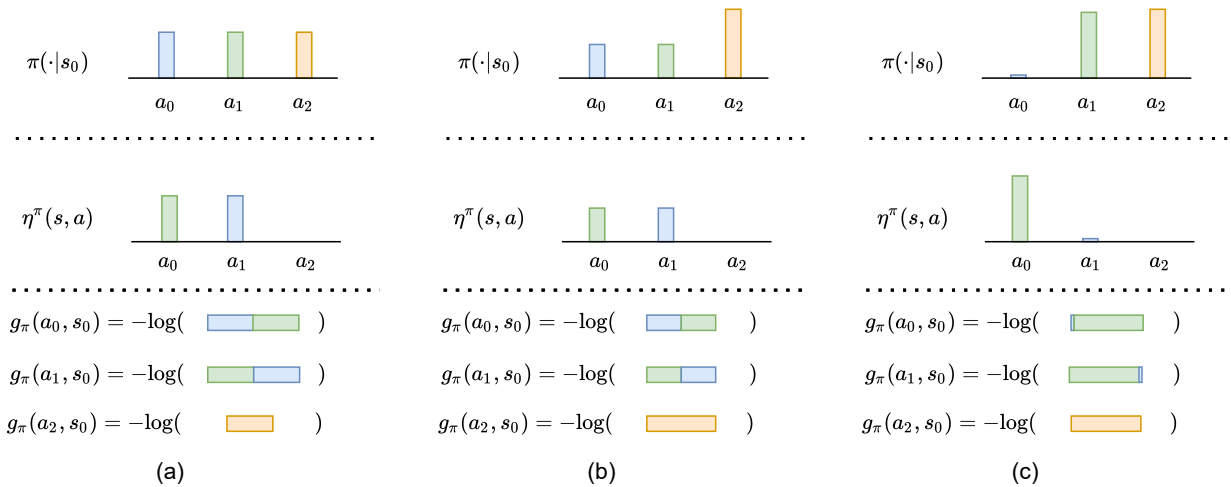 π(·|s₀)
a₀ a₁ a₂
η^π(s, a)
a₀ a₁ a₂
g_π(a₀, s₀) = −log( )
g_π(a₁, s₀) = −log( )
g_π(a₂, s₀) = −log( )
(a)
π(·|s₀)
a₀ a₁ a₂
η^π(s, a)
a₀ a₁ a₂
g_π(a₀, s₀) = −log( )
g_π(a₁, s₀) = −log( )
g_π(a₂, s₀) = −log( )
(b)
π(·|s₀)
a₀ a₁ a₂
η^π(s, a)
a₀ a₁ a₂
g_π(a₀, s₀) = −log( )
g_π(a₁, s₀) = −log( )
g_π(a₂, s₀) = −log( )
(c)